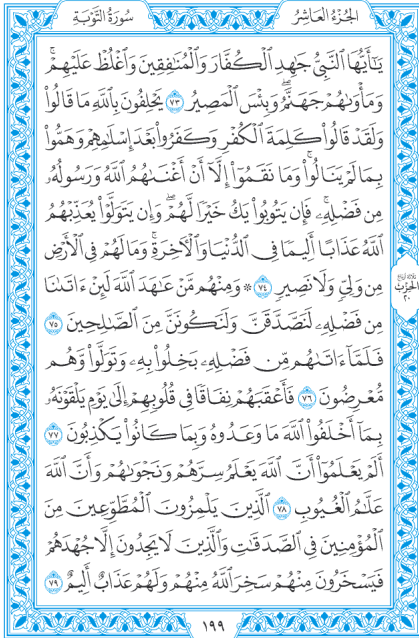 الجُزْءُ العَاشِرُ
سُورَةُ التَّوْبَةِ
يَٰٓأَيُّهَا ٱلنَّبِيُّ جَٰهِدِ ٱلۡكُفَّارَ وَٱلۡمُنَٰفِقِينَ وَٱغۡلُظۡ عَلَيۡهِمۡۚ
وَمَأۡوَىٰهُمۡ جَهَنَّمُۖ وَبِئۡسَ ٱلۡمَصِيرُ ٧٣ يَحۡلِفُونَ بِٱللَّهِ مَا قَالُواْ
وَلَقَدۡ قَالُواْ كَلِمَةَ ٱلۡكُفۡرِ وَكَفَرُواْ بَعۡدَ إِسۡلَٰمِهِمۡ وَهَمُّواْ
بِمَا لَمۡ يَنَالُواْۚ وَمَا نَقَمُوٓاْ إِلَّآ أَنۡ أَغۡنَىٰهُمُ ٱللَّهُ وَرَسُولُهُۥ
مِن فَضۡلِهِۦۚ فَإِن يَتُوبُواْ يَكُ خَيۡرٗا لَّهُمۡۖ وَإِن يَتَوَلَّوۡاْ يُعَذِّبۡهُمُ
ٱللَّهُ عَذَابًا أَلِيمٗا فِي ٱلدُّنۡيَا وَٱلۡأٓخِرَةِۚ وَمَا لَهُمۡ فِي ٱلۡأَرۡضِ
مِن وَلِيّٖ وَلَا نَصِيرٖ ٧٤ ۞ وَمِنۡهُم مَّنۡ عَٰهَدَ ٱللَّهَ لَئِنۡ ءَاتَىٰنَا
مِن فَضۡلِهِۦ لَنَصَّدَّقَنَّ وَلَنَكُونَنَّ مِنَ ٱلصَّٰلِحِينَ ٧٥
فَلَمَّآ ءَاتَىٰهُم مِّن فَضۡلِهِۦ بَخِلُواْ بِهِۦ وَتَوَلَّواْ وَّهُم
مُّعۡرِضُونَ ٧٦ فَأَعۡقَبَهُمۡ نِفَاقٗا فِي قُلُوبِهِمۡ إِلَىٰ يَوۡمِ يَلۡقَوۡنَهُۥ
بِمَآ أَخۡلَفُواْ ٱللَّهَ مَا وَعَدُوهُ وَبِمَا كَانُواْ يَكۡذِبُونَ ٧٧
أَلَمۡ يَعۡلَمُوٓاْ أَنَّ ٱللَّهَ يَعۡلَمُ سِرَّهُمۡ وَنَجۡوَىٰهُمۡ وَأَنَّ ٱللَّهَ
عَلَّٰمُ ٱلۡغُيُوبِ ٧٨ ٱلَّذِينَ يَلۡمِزُونَ ٱلۡمُطَّوِّعِينَ مِنَ
ٱلۡمُؤۡمِنِينَ فِي ٱلصَّدَقَٰتِ وَٱلَّذِينَ لَا يَجِدُونَ إِلَّا جُهۡدَهُمۡ
فَيَسۡخَرُونَ مِنۡهُمۡ سَخِرَ ٱللَّهُ مِنۡهُمۡ وَلَهُمۡ عَذَابٌ أَلِيمٌ ٧٩
ثلاثة أرباع
الحزب
٢٠
١٩٩